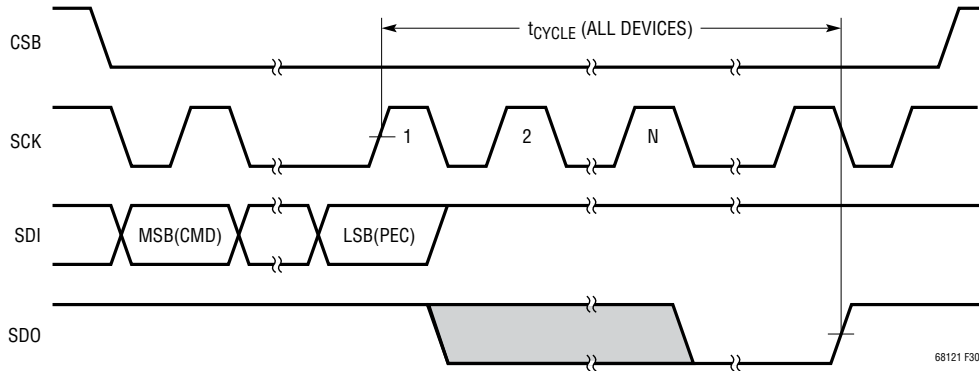 tCYCLE (ALL DEVICES)
CSB
SCK
1
2
N
SDI
MSB(CMD)
LSB(PEC)
SDO
68121 F30